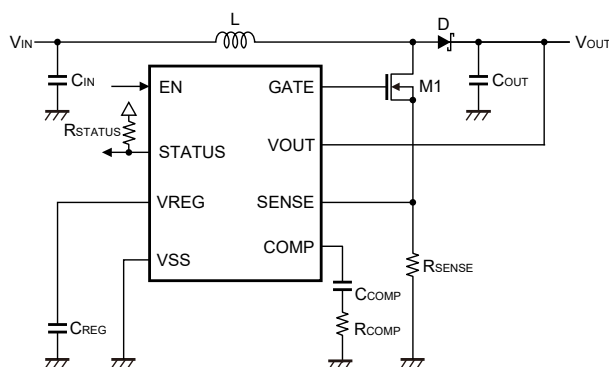 L
D
VIN
VOUT
CIN
EN
GATE
M1
COUT
RSTATUS
STATUS
VOUT
VREG
SENSE
COMP
VSS
RSENSE
CCOMP
CREG
RCOMP